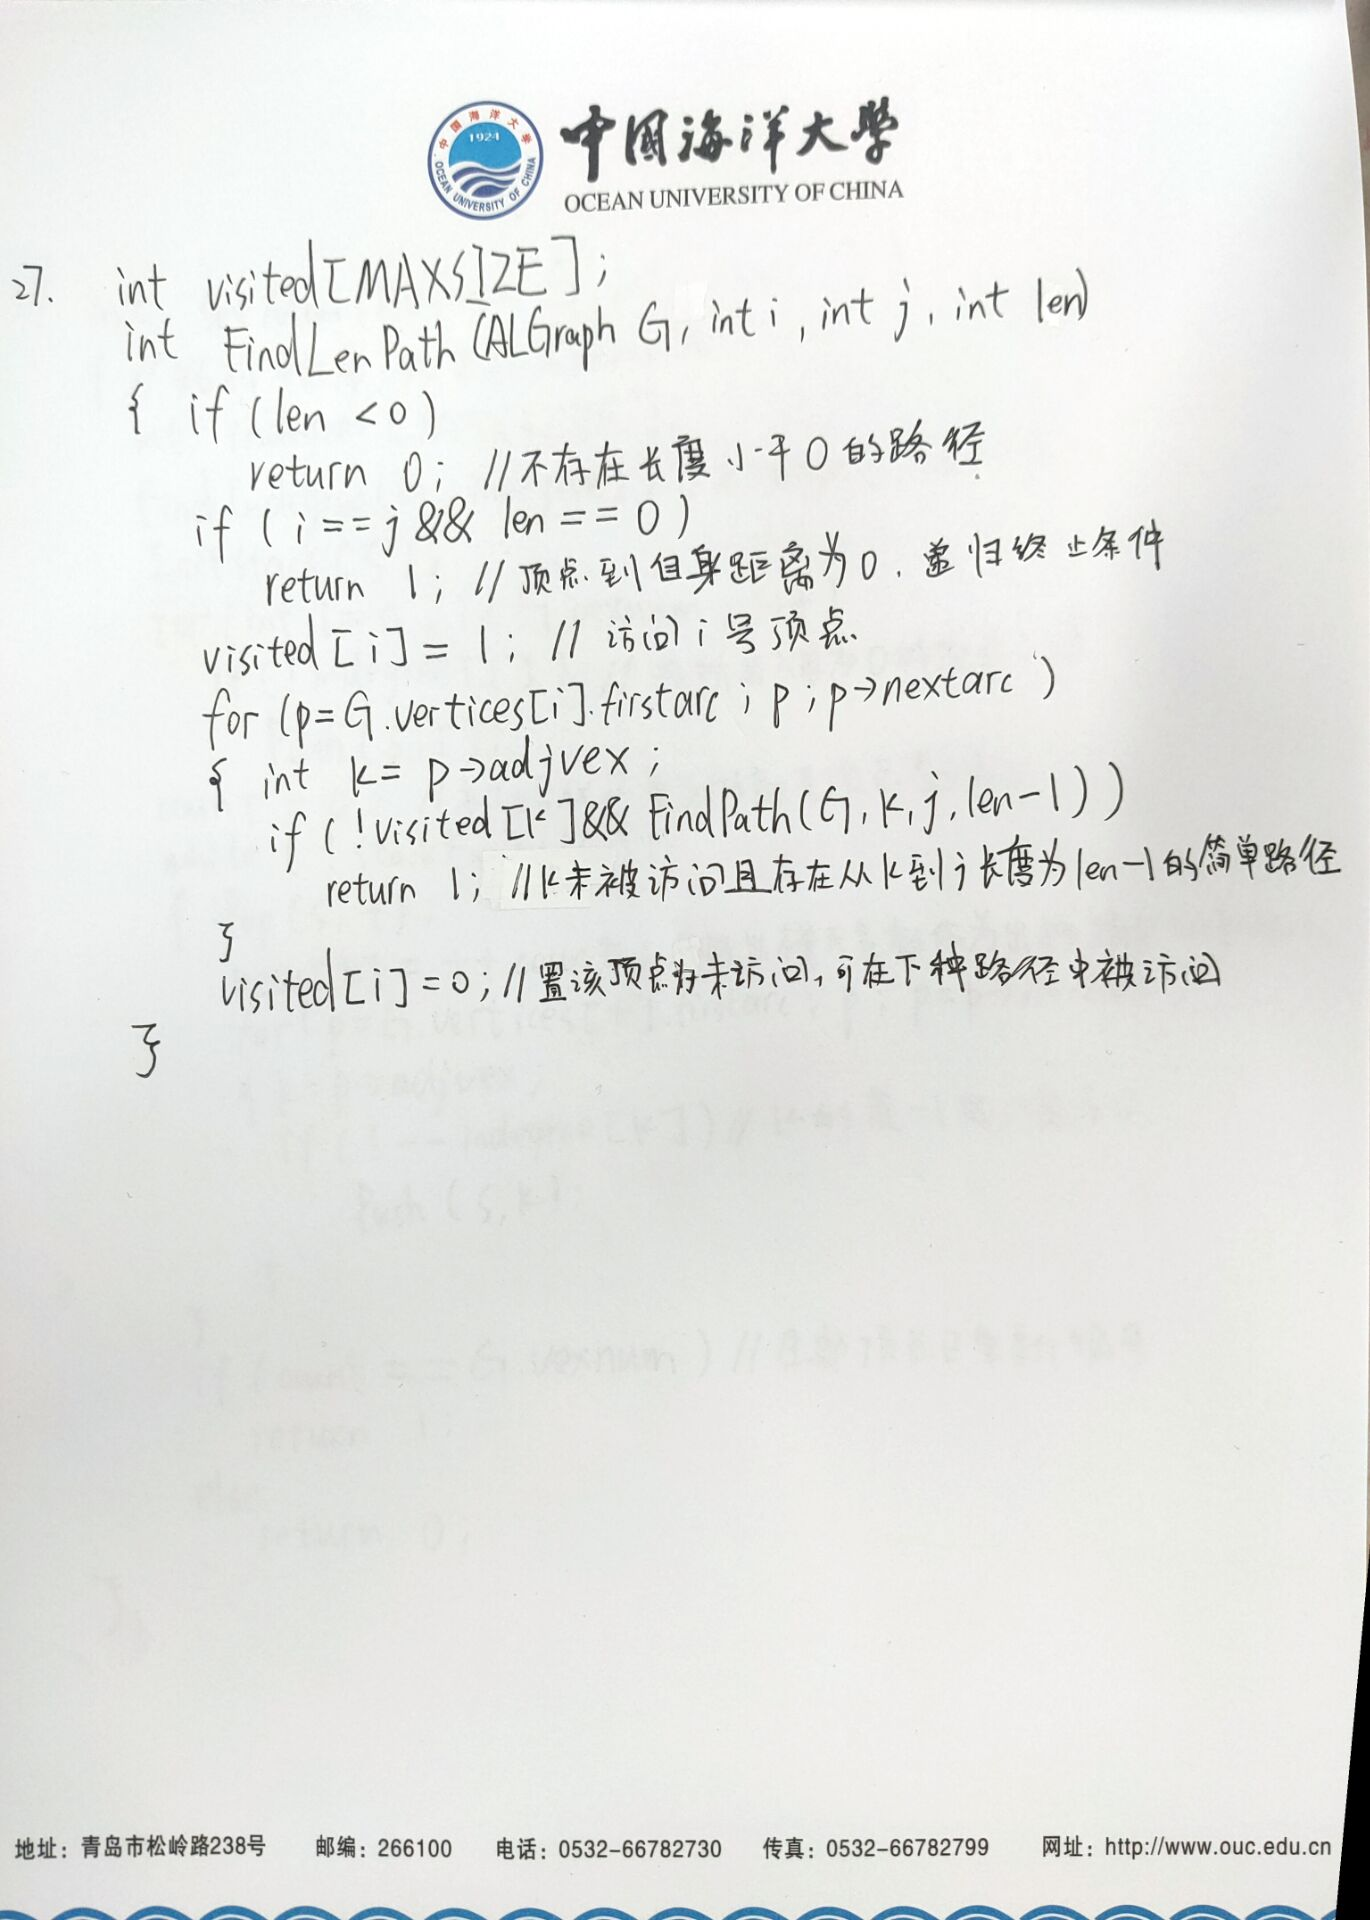 中国海洋大学
OCEAN UNIVERSITY OF CHINA
27. int visited[MAXSIZE];
int FindLenPath(ALGraph G, int i, int j, int len)
{ if (len <0)
return 0; //不存在长度小于0的路径
if (i==j && len == 0)
return 1; //顶点到自身距离为0.递归终止条件
visited[i]= 1; //访问i号顶点
for (p=G.vertices[i].firstarc; p; p->nextarc)
{ int k= p->adjvex;
if (!visited[k]&& FindPath(G,k,j,len-1))
return 1; //k未被访问且存在从k到j长度为len-1的简单路径
}
visited[i]=0; //置该顶点为未访问,可在下种路径中被访问
}
地址：青岛市松岭路238号 邮编：266100 电话：0532-66782730 传真：0532-66782799 网址：http://www.ouc.edu.cn